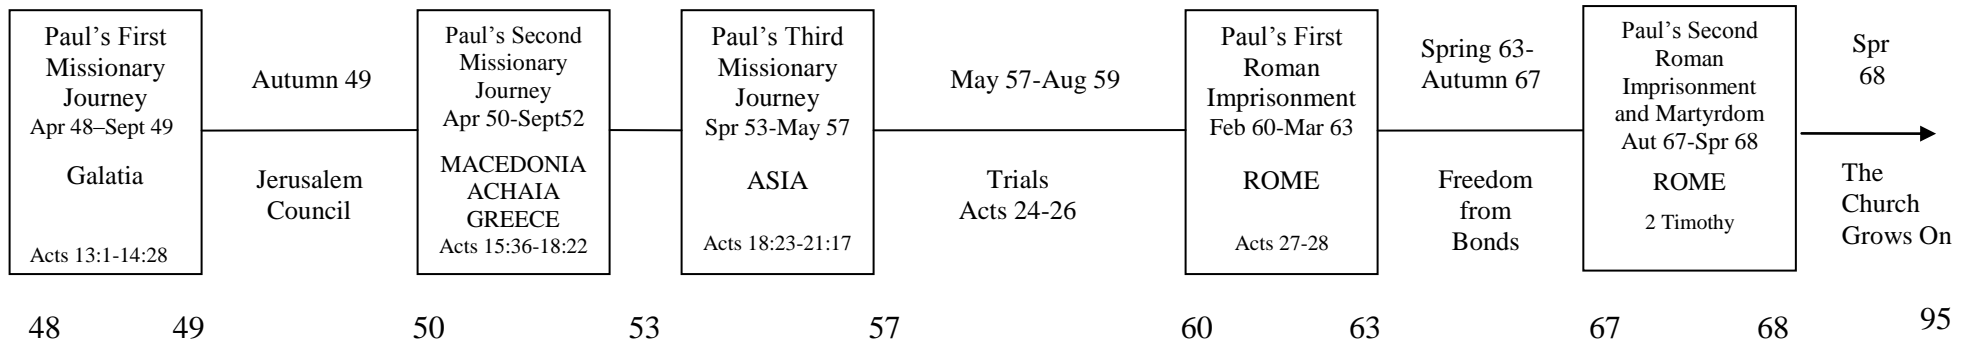 Paul's First
Missionary
Journey
Apr 48–Sept 49
Galatia
Acts 13:1-14:28
Autumn 49
Jerusalem
Council
Paul's Second
Missionary
Journey
Apr 50-Sept52
MACEDONIA
ACHAIA
GREECE
Acts 15:36-18:22
Paul's Third
Missionary
Journey
Spr 53-May 57
ASIA
Acts 18:23-21:17
May 57-Aug 59
Trials
Acts 24-26
Paul's First
Roman
Imprisonment
Feb 60-Mar 63
ROME
Acts 27-28
Spring 63-
Autumn 67
Freedom
from
Bonds
Paul's Second
Roman
Imprisonment
and Martyrdom
Aut 67-Spr 68
ROME
2 Timothy
Spr
68
The
Church
Grows On
48 49 50 53 57 60 63 67 68 95